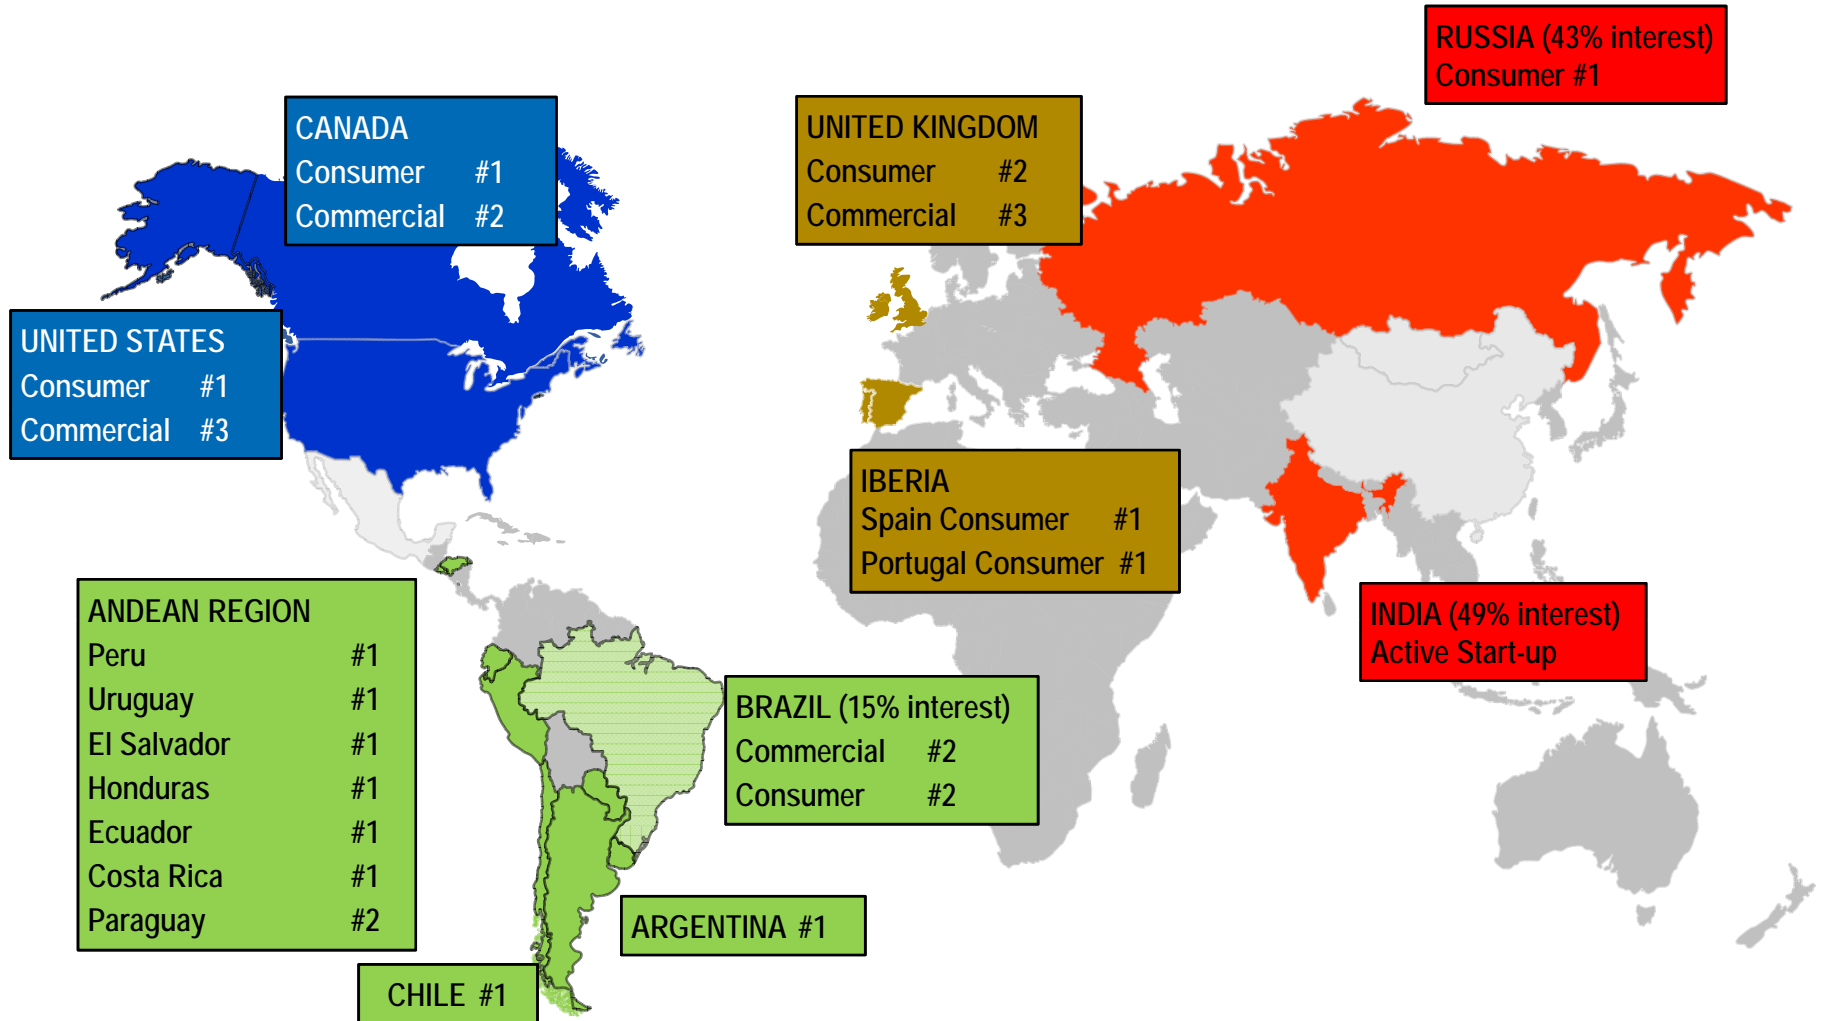 RUSSIA (43% interest)
Consumer #1
CANADA
Consumer #1
Commercial #2
UNITED KINGDOM
Consumer #2
Commercial #3
UNITED STATES
Consumer #1
Commercial #3
IBERIA
Spain Consumer #1
Portugal Consumer #1
ANDEAN REGION
Peru #1
Uruguay #1
El Salvador #1
Honduras #1
Ecuador #1
Costa Rica #1
Paraguay #2
INDIA (49% interest)
Active Start-up
BRAZIL (15% interest)
Commercial #2
Consumer #2
ARGENTINA #1
CHILE #1